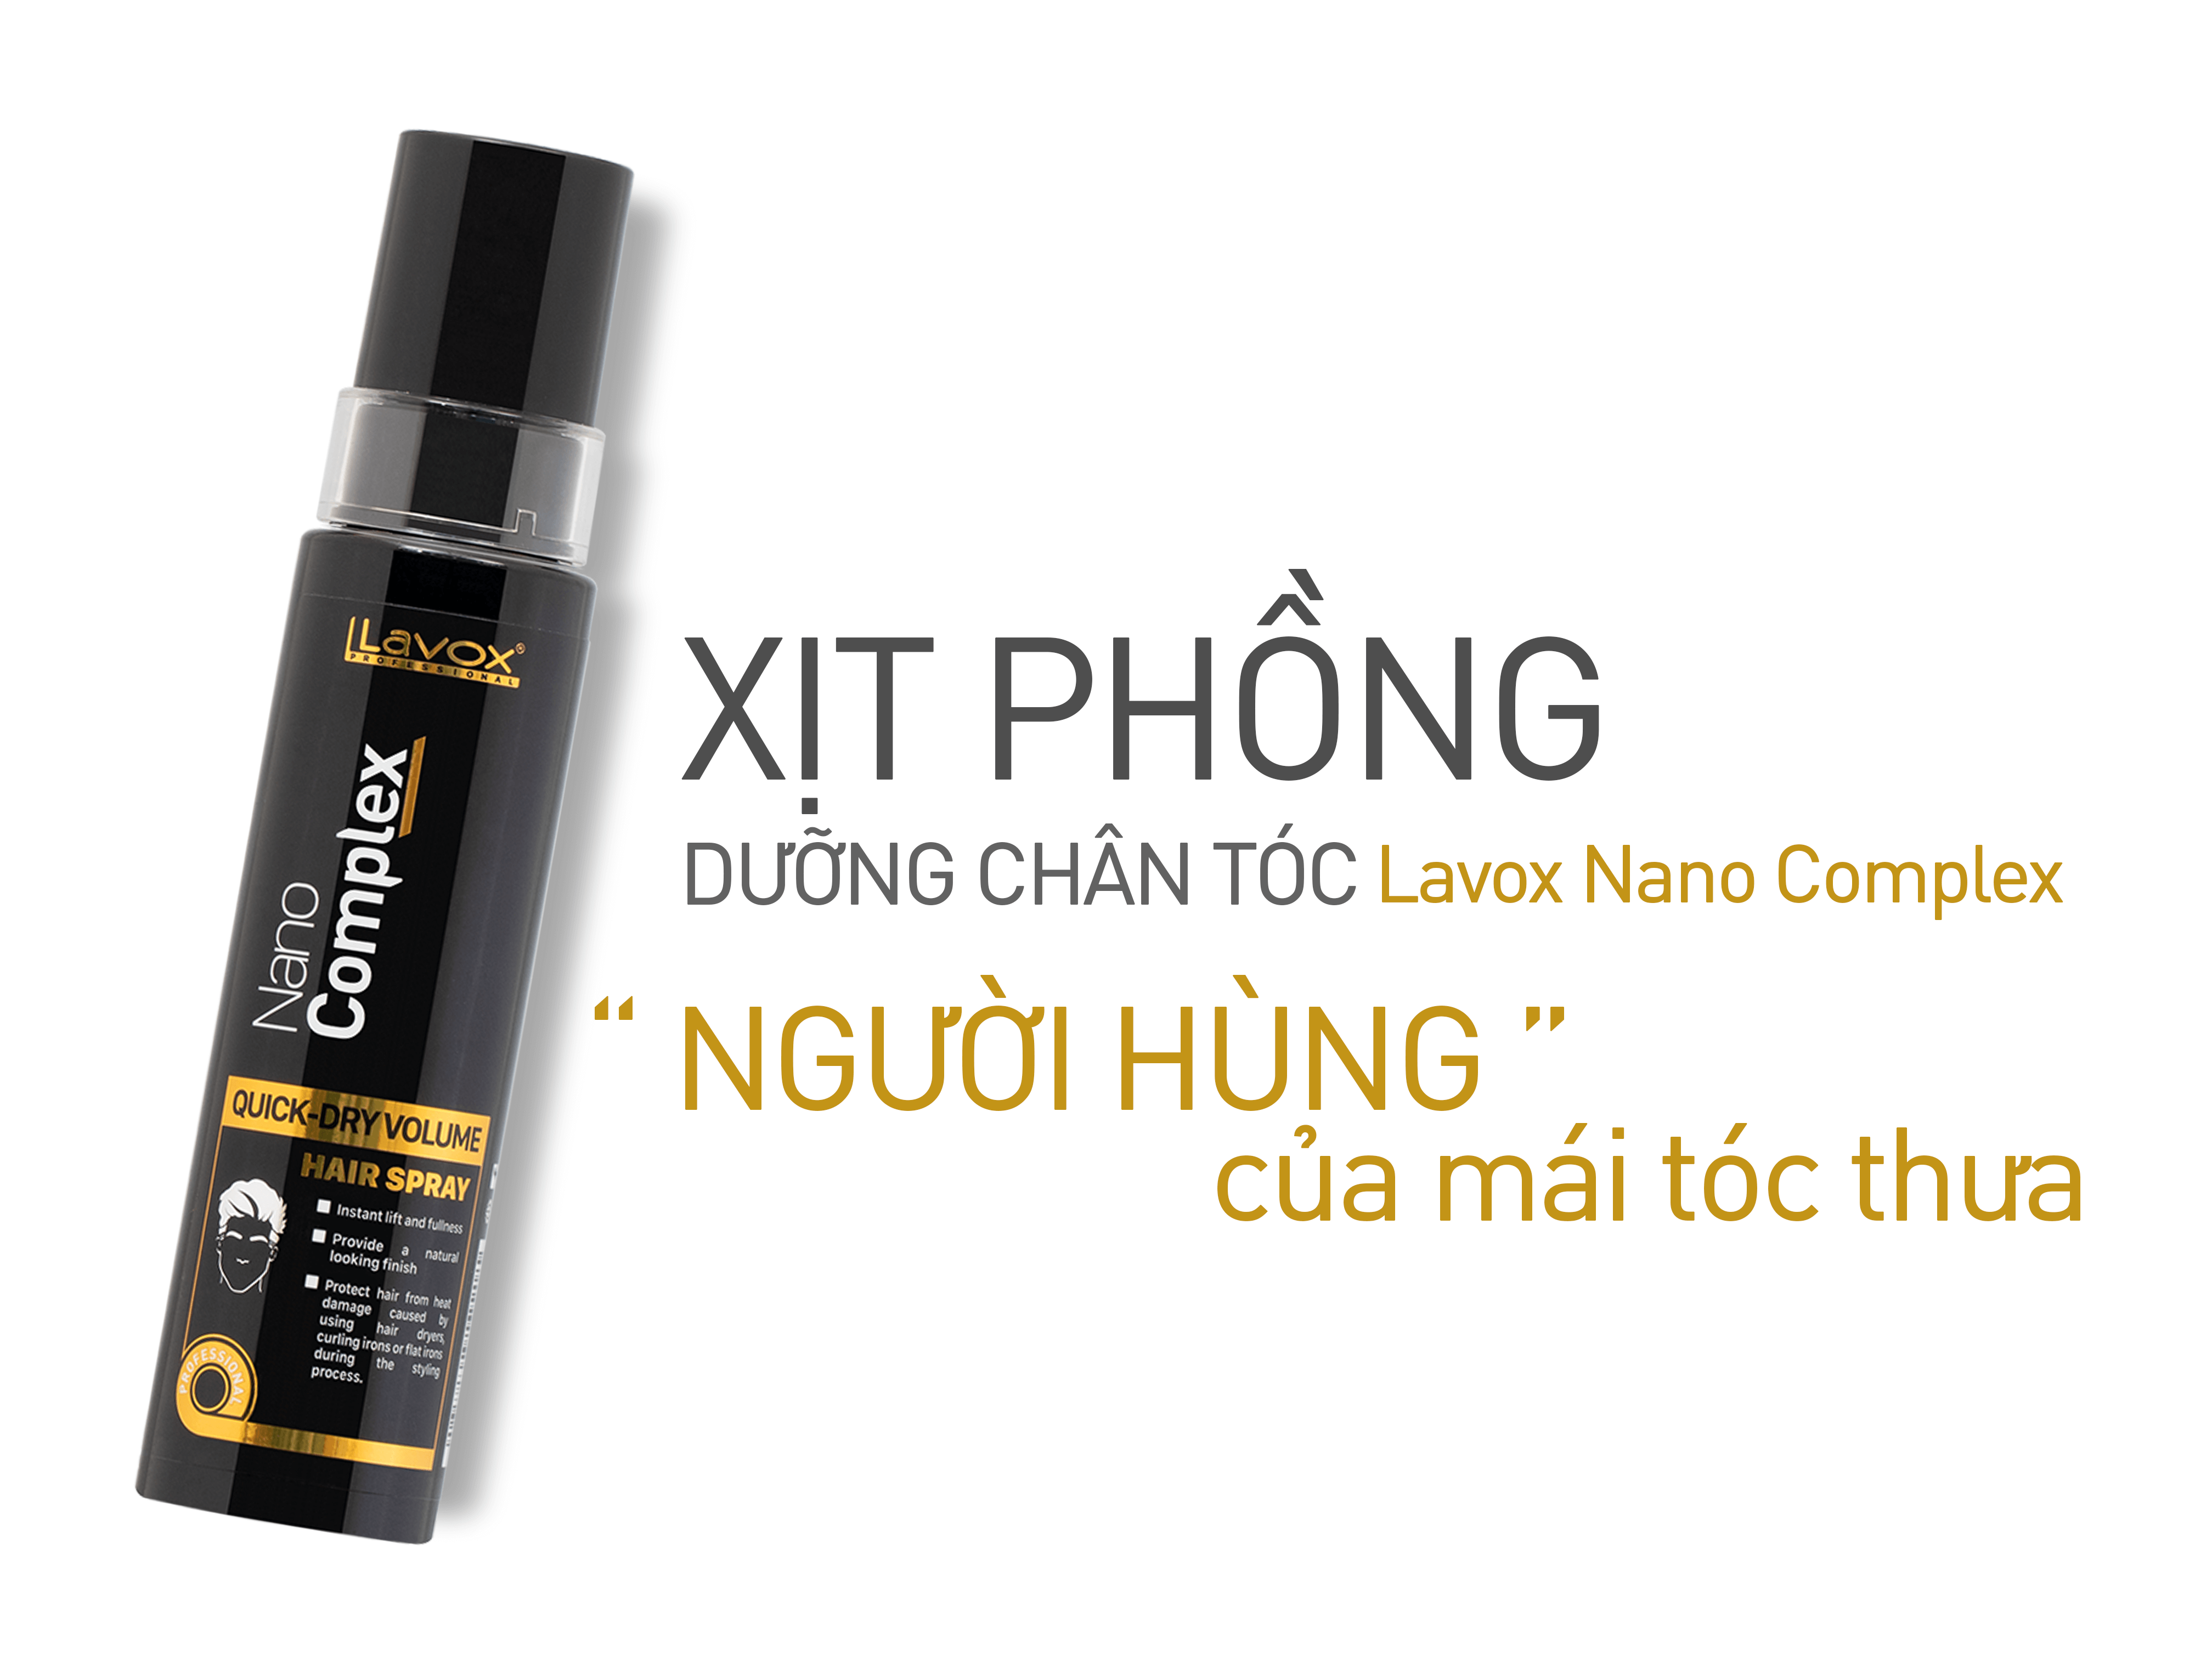 Lavox®
PROFESSIONAL
Nano
Complex
QUICK-DRY VOLUME
HAIR SPRAY
Instant lift and fullness
Provide a natural
looking finish
Protect hair from heat
damage caused by
using hair dryers,
curling irons or flat irons
during the styling
process.
PROFESSIONAL
XỊT PHỒNG
DƯỠNG CHÂN TÓC Lavox Nano Complex
“ NGƯỜI HÙNG ”
của mái tóc thưa